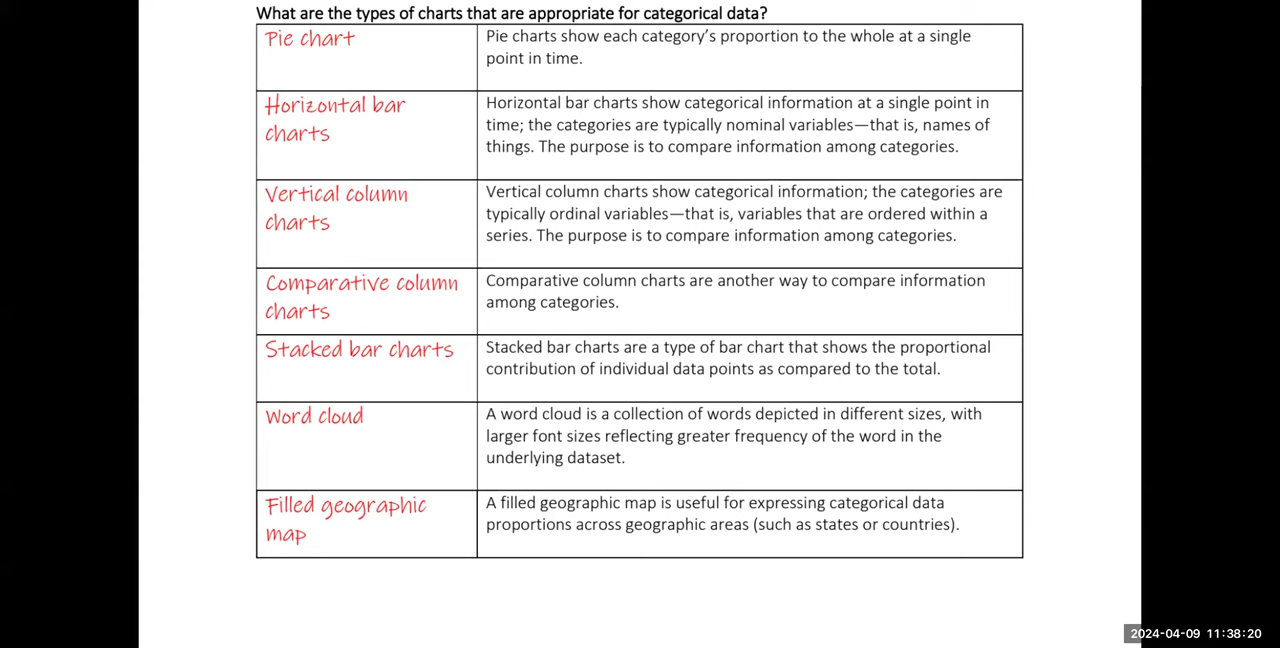 What are the types of charts that are appropriate for categorical data?
Pie chart
Pie charts show each category’s proportion to the whole at a single
point in time.
Horizontal bar
charts
Horizontal bar charts show categorical information at a single point in
time; the categories are typically nominal variables—that is, names of
things. The purpose is to compare information among categories.
Vertical column
charts
Vertical column charts show categorical information; the categories are
typically ordinal variables—that is, variables that are ordered within a
series. The purpose is to compare information among categories.
Comparative column
charts
Comparative column charts are another way to compare information
among categories.
Stacked bar charts
Stacked bar charts are a type of bar chart that shows the proportional
contribution of individual data points as compared to the total.
Word cloud
A word cloud is a collection of words depicted in different sizes, with
larger font sizes reflecting greater frequency of the word in the
underlying dataset.
Filled geographic
map
A filled geographic map is useful for expressing categorical data
proportions across geographic areas (such as states or countries).
2024-04-09 11:38:20